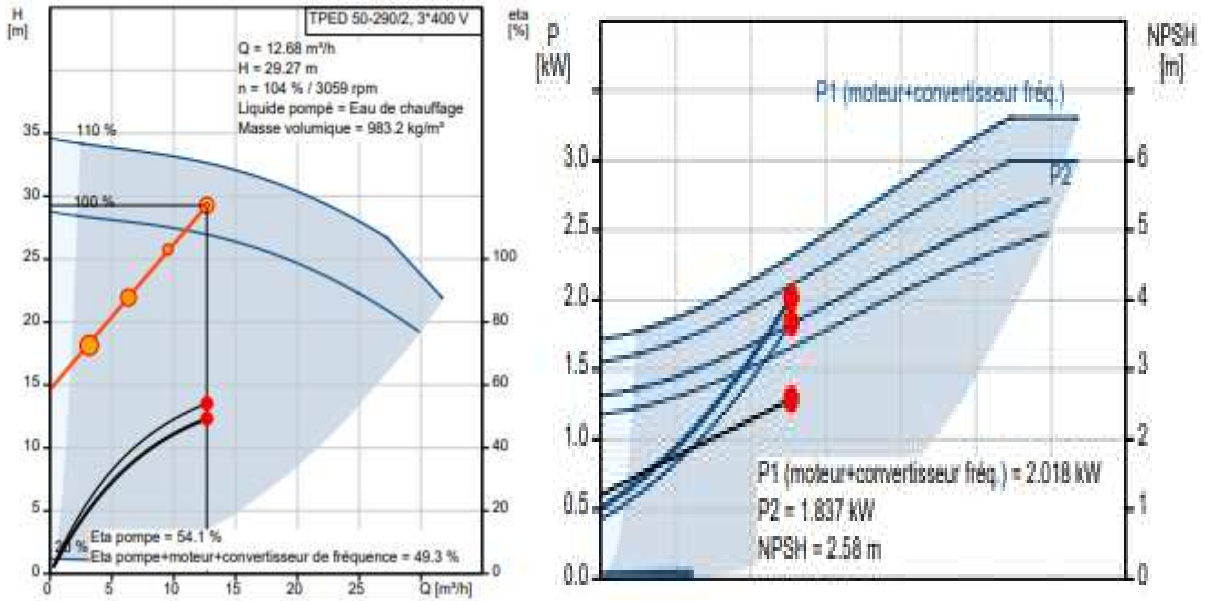 H
[m]
TPED 50-290/2, 3*400 V
eta
[%]
Q = 12.68 m³/h
H = 29.27 m
n = 104 % / 3059 rpm
Liquide pompé = Eau de chauffage
Masse volumique = 983.2 kg/m³
35
110 %
30
100 %
25
100
20
80
15
60
10
40
5
20
Eta pompe = 54.1 %
Eta pompe+moteur+convertisseur de fréquence = 49.3 %
0
0
0
5
10
15
20
25
Q [m³/h]
P
[kW]
NPSH
[m]
P1 (moteur+convertisseur fréq.)
3.0
6
P2
2.5
5
2.0
4
1.5
3
1.0
2
P1 (moteur+convertisseur fréq.) = 2.018 kW
0.5
P2 = 1.837 kW
1
NPSH = 2.58 m
0.0
0